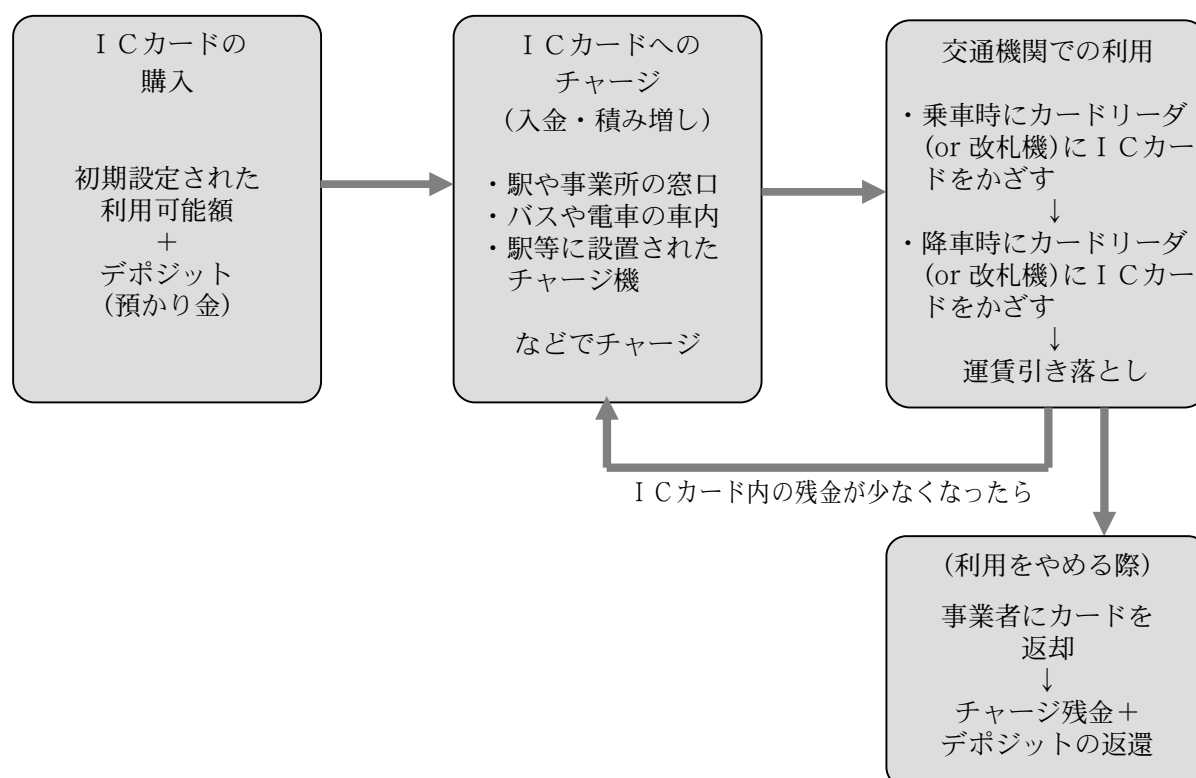 ＩＣカードの
購入
初期設定された
利用可能額
＋
デポジット
（預かり金）
ＩＣカードへの
チャージ
（入金・積み増し）
・駅や事業所の窓口
・バスや電車の車内
・駅等に設置された
チャージ機
などでチャージ
交通機関での利用
・乗車時にカードリーダ
(or 改札機)にＩＣカー
ドをかざす
↓
・降車時にカードリーダ
(or 改札機)にＩＣカー
ドをかざす
↓
運賃引き落とし
ＩＣカード内の残金が少なくなったら
（利用をやめる際）
事業者にカードを
返却
↓
チャージ残金＋
デポジットの返還